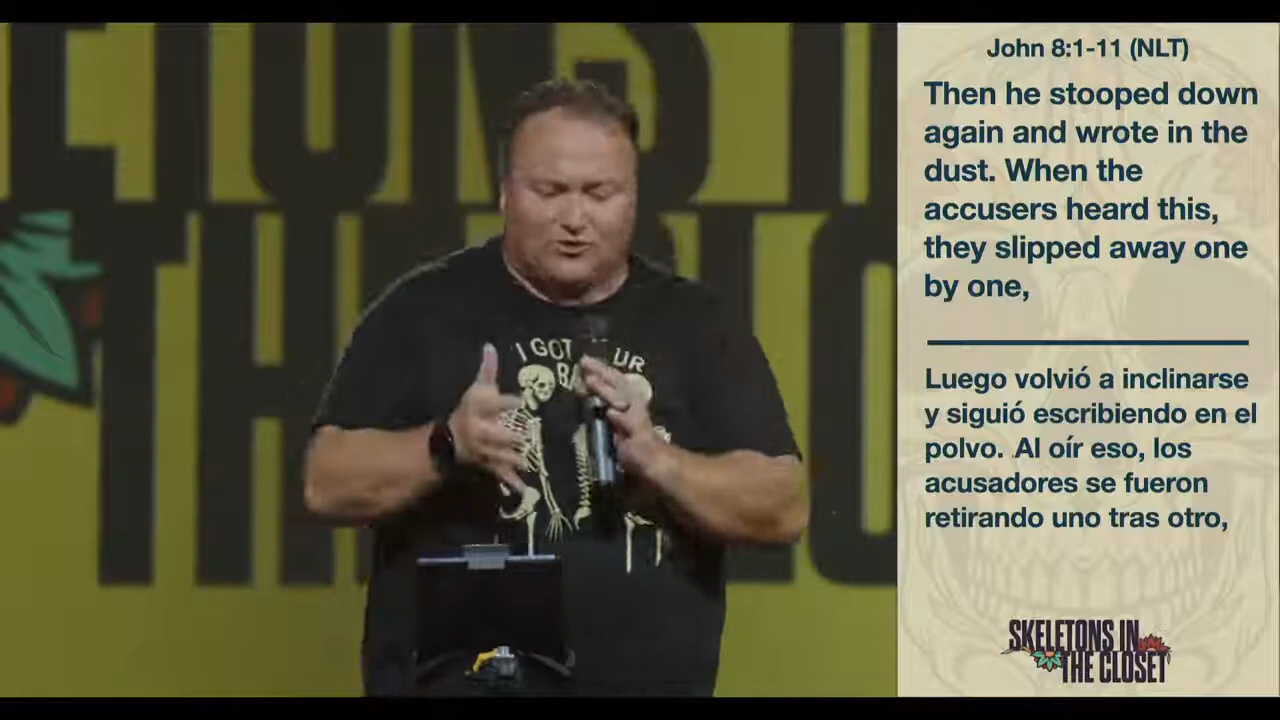 John 8:1-11 (NLT)
Then he stooped down
again and wrote in the
dust. When the
accusers heard this,
they slipped away one
by one,
Luego volvió a inclinarse
y siguió escribiendo en el
polvo. Al oír eso, los
acusadores se fueron
retirando uno tras otro,
SKELETONS IN
THE CLOSET
I GOT
UR